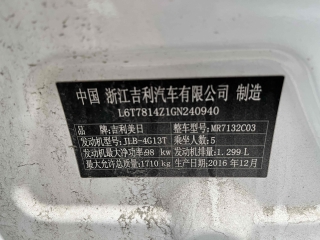 中国 浙江吉利汽车有限公司 制造
L6T7814Z1GN240940
品 牌:吉利美日 整车型号:MR7132C03
发动机型号:JLB-4G13T 乘坐人数:5
发动机最大净功率:98 kw 发动机排量:1.299 L
最大允许总质量:1710 kg 生产日期:2016 年 12月